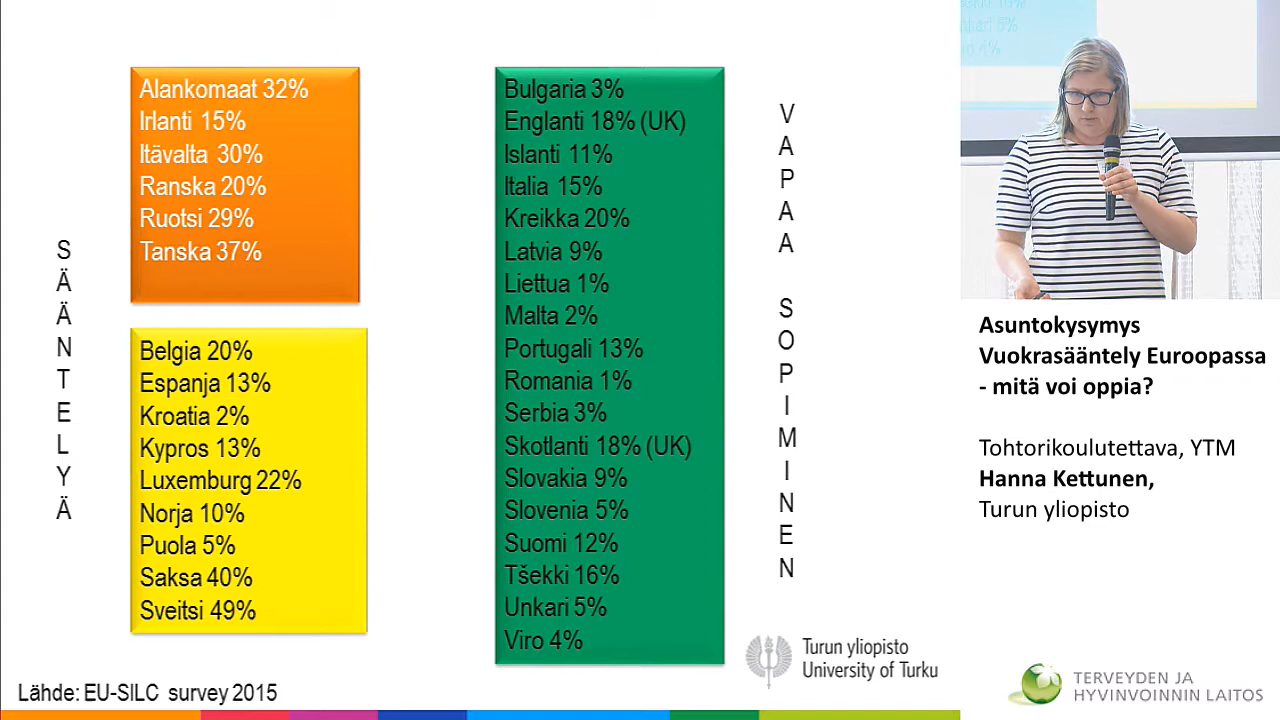 SÄÄNTELYÄ
Alankomaat 32%
Irlanti 15%
Itävalta 30%
Ranska 20%
Ruotsi 29%
Tanska 37%
Belgia 20%
Espanja 13%
Kroatia 2%
Kypros 13%
Luxemburg 22%
Norja 10%
Puola 5%
Saksa 40%
Sveitsi 49%
Bulgaria 3%
Englanti 18% (UK)
Islanti 11%
Italia 15%
Kreikka 20%
Latvia 9%
Liettua 1%
Malta 2%
Portugali 13%
Romania 1%
Serbia 3%
Skotlanti 18% (UK)
Slovakia 9%
Slovenia 5%
Suomi 12%
Tšekki 16%
Unkari 5%
Viro 4%
VAPAA SOPIMINEN
Turun yliopisto
University of Turku
Lähde: EU-SILC survey 2015
Asuntokysymys
Vuokrasääntely Euroopassa
- mitä voi oppia?
Tohtorikoulutettava, YTM
Hanna Kettunen,
Turun yliopisto
TERVEYDEN JA
HYVINVOINNIN LAITOS